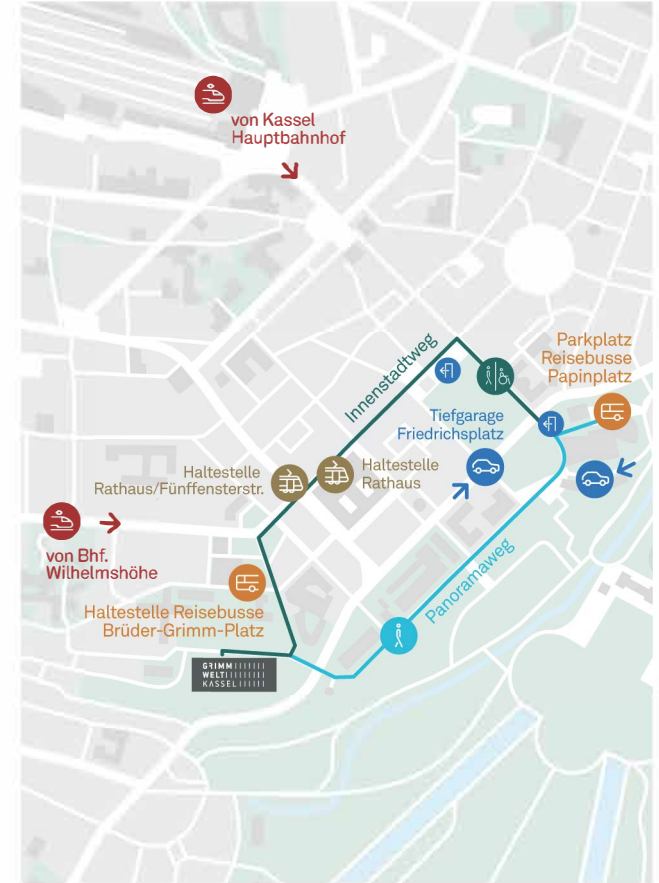 von Kassel
Hauptbahnhof
Innenstadtweg
Parkplatz
Reisebusse
Papinplatz
Tiefgarage
Friedrichsplatz
Haltestelle
Rathaus/Fünffensterstr.
Haltestelle
Rathaus
von Bhf.
Wilhelmshöhe
Panoramaweg
Haltestelle Reisebusse
Brüder-Grimm-Platz
GRIMM
WELT
KASSEL